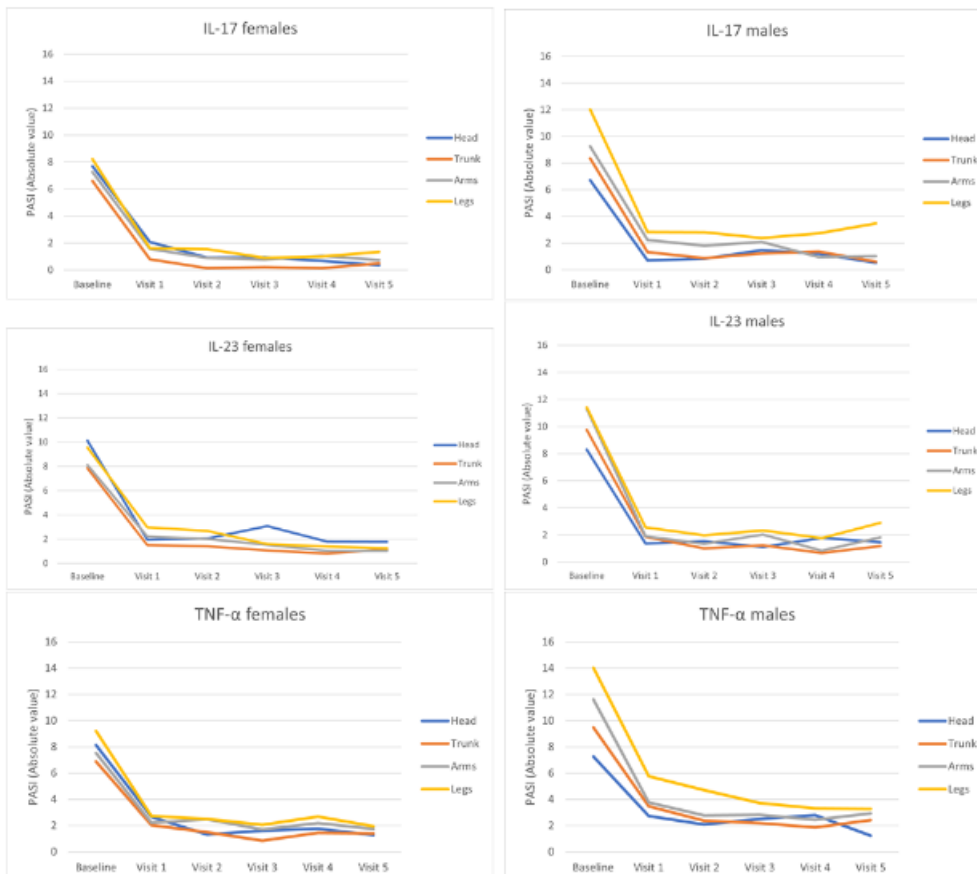 IL-17 females
PASI (Absolute value)
16
14
12
10
8
6
4
2
0
Baseline Visit 1 Visit 2 Visit 3 Visit 4 Visit 5
Head
Trunk
Arms
Legs
IL-17 males
PASI (Absolute value)
16
14
12
10
8
6
4
2
0
Baseline Visit 1 Visit 2 Visit 3 Visit 4 Visit 5
Head
Trunk
Arms
Legs
IL-23 females
PASI (Absolute value)
16
14
12
10
8
6
4
2
0
Baseline Visit 1 Visit 2 Visit 3 Visit 4 Visit 5
Head
Trunk
Arms
Legs
IL-23 males
PASI (Absolute value)
16
14
12
10
8
6
4
2
0
Baseline Visit 1 Visit 2 Visit 3 Visit 4 Visit 5
Head
Trunk
Arms
Legs
TNF-α females
PASI (Absolute value)
16
14
12
10
8
6
4
2
0
Baseline Visit 1 Visit 2 Visit 3 Visit 4 Visit 5
Head
Trunk
Arms
Legs
TNF-α males
PASI (Absolute value)
16
14
12
10
8
6
4
2
0
Baseline Visit 1 Visit 2 Visit 3 Visit 4 Visit 5
Head
Trunk
Arms
Legs